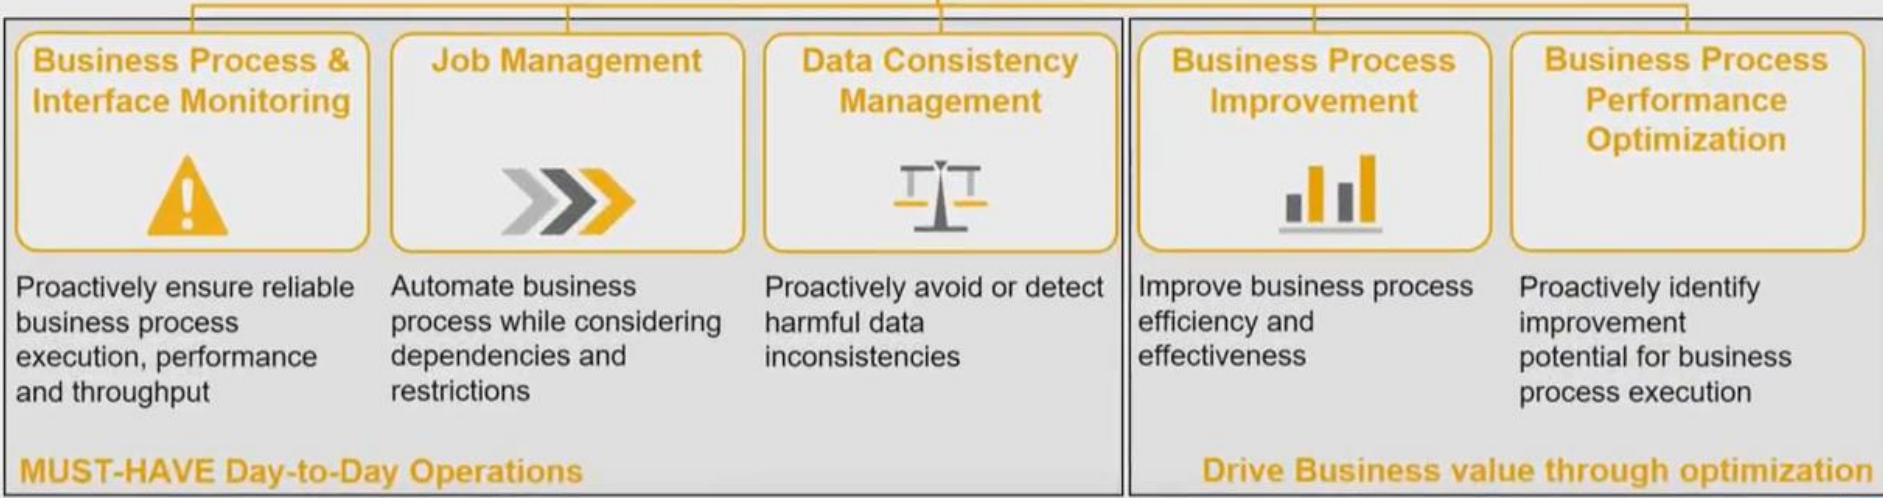 Business Process &
Interface Monitoring
Job Management
Data Consistency
Management
Business Process
Improvement
Business Process
Performance
Optimization
Proactively ensure reliable
business process
execution, performance
and throughput
Automate business
process while considering
dependencies and
restrictions
Proactively avoid or detect
harmful data
inconsistencies
Improve business process
efficiency and
effectiveness
Proactively identify
improvement
potential for business
process execution
MUST-HAVE Day-to-Day Operations
Drive Business value through optimization